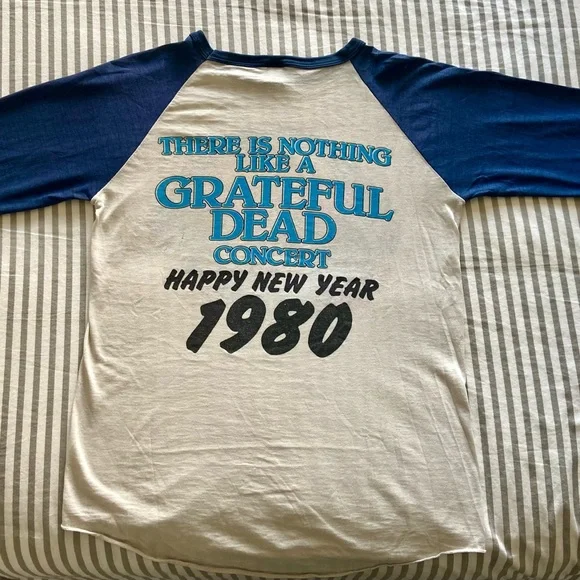 THERE IS NOTHING
LIKE A
GRATEFUL
DEAD
CONCERT
HAPPY NEW YEAR
1980